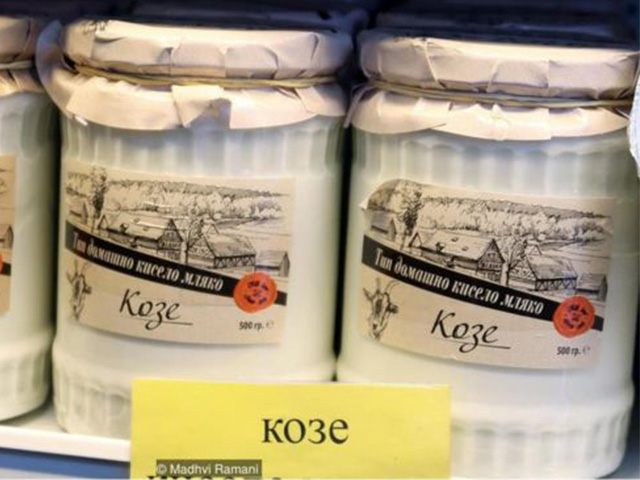 Тип домашно кисело мляко
Козе
500 гр. ℮
Тип домашно кисело мляко
Козе
500 гр. ℮
козе
© Madhvi Ramani